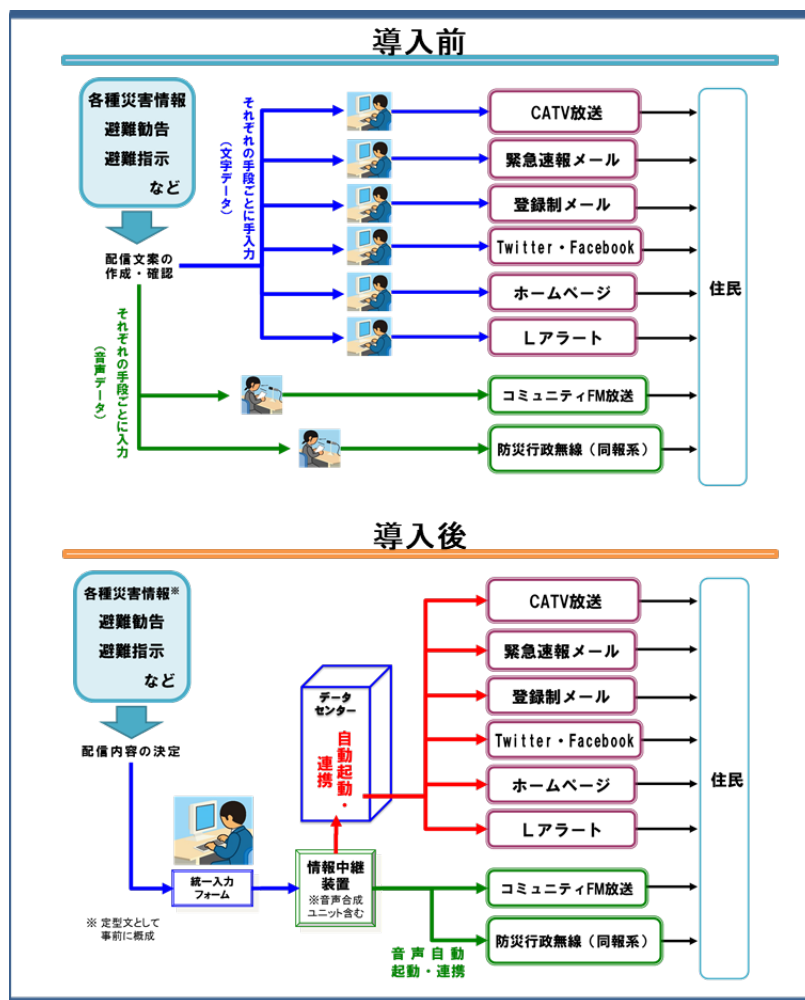 導入前
各種災害情報
避難勧告
避難指示
など
配信文案の
作成・確認
それぞれの手段ごとに手入力
（文字データ）
それぞれの手段ごとに入力
（音声データ）
CATV放送
緊急速報メール
登録制メール
Twitter・Facebook
ホームページ
Lアラート
コミュニティFM放送
防災行政無線（同報系）
住民
導入後
各種災害情報※
避難勧告
避難指示
など
配信内容の決定
統一入力
フォーム
※ 定型文として
事前に概成
データ
センター
自動起動・
連携
情報中継
装置
※音声合成
ユニット含む
音声自動
起動・連携
CATV放送
緊急速報メール
登録制メール
Twitter・Facebook
ホームページ
Lアラート
コミュニティFM放送
防災行政無線（同報系）
住民